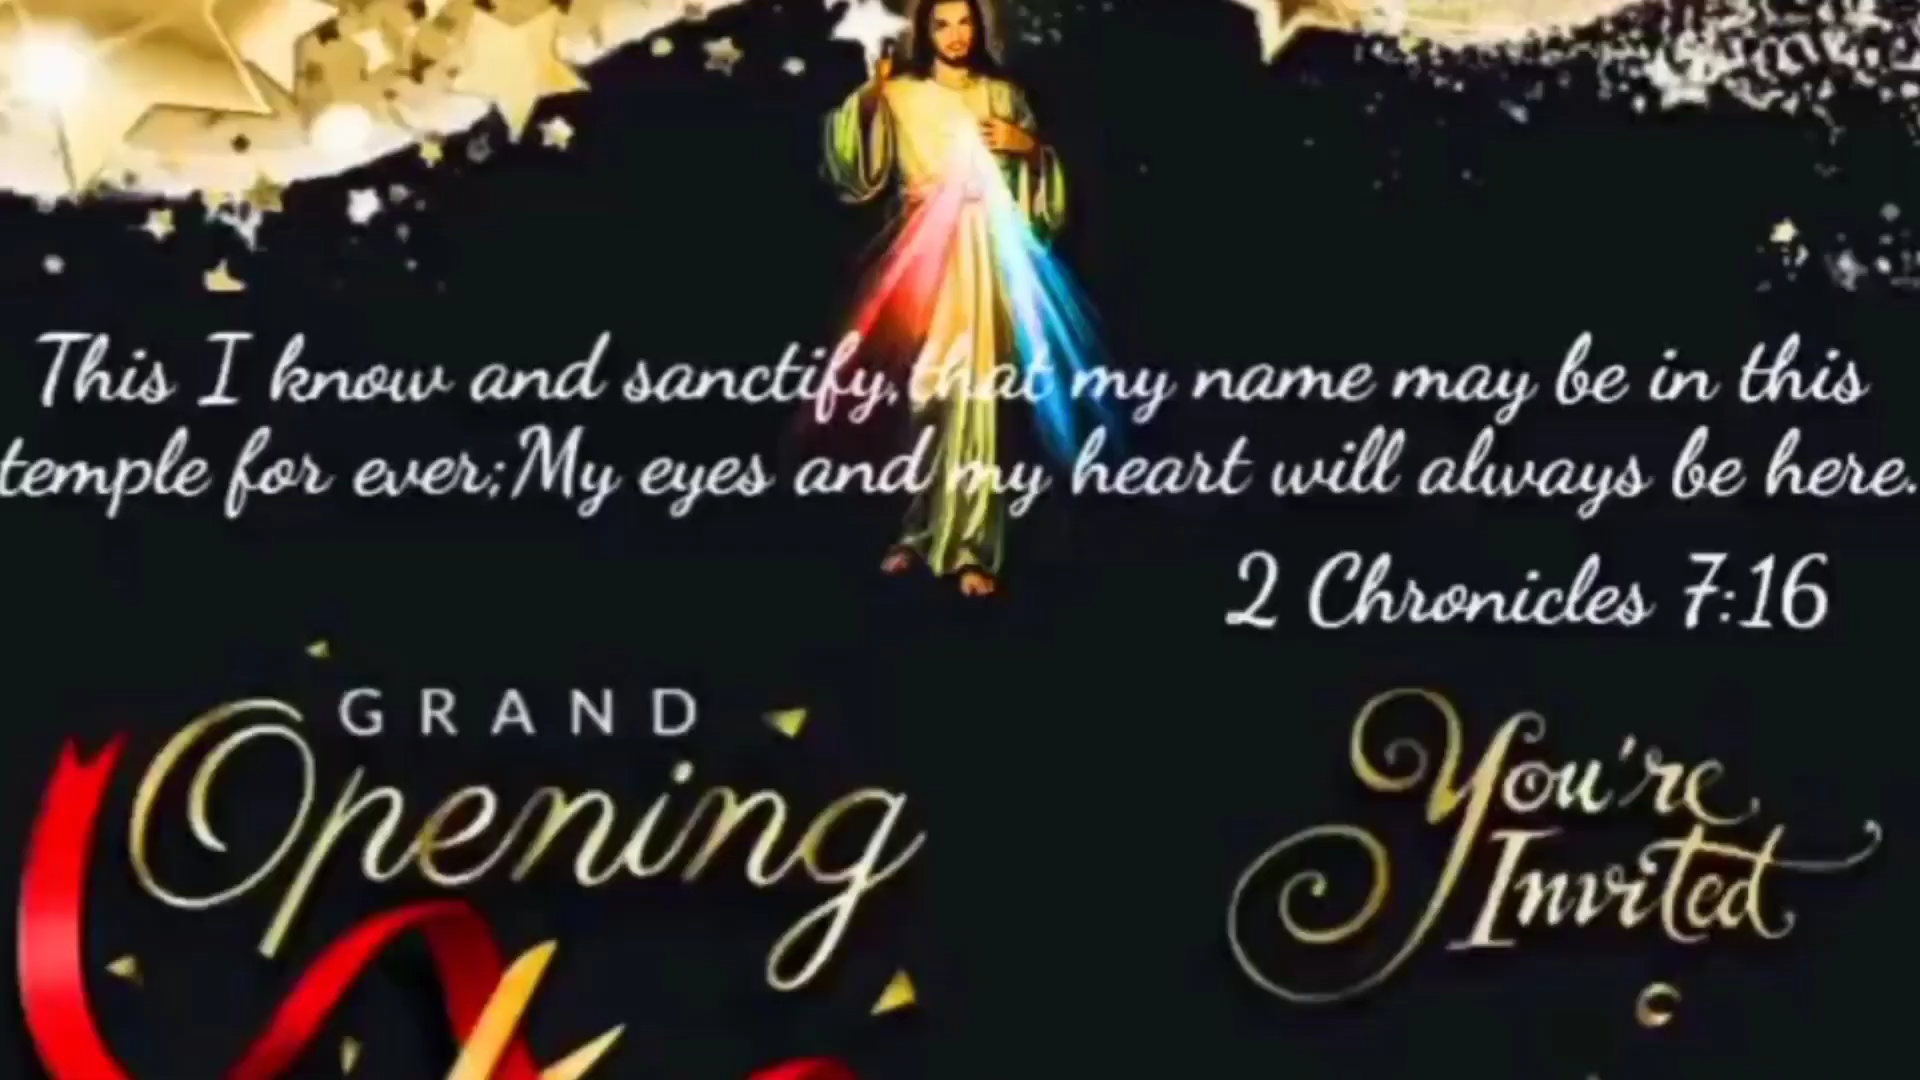 This I know and sanctify,that my name may be in this
temple for ever;My eyes and my heart will always be here.
2 Chronicles 7:16
GRAND
Opening
You're
Invited